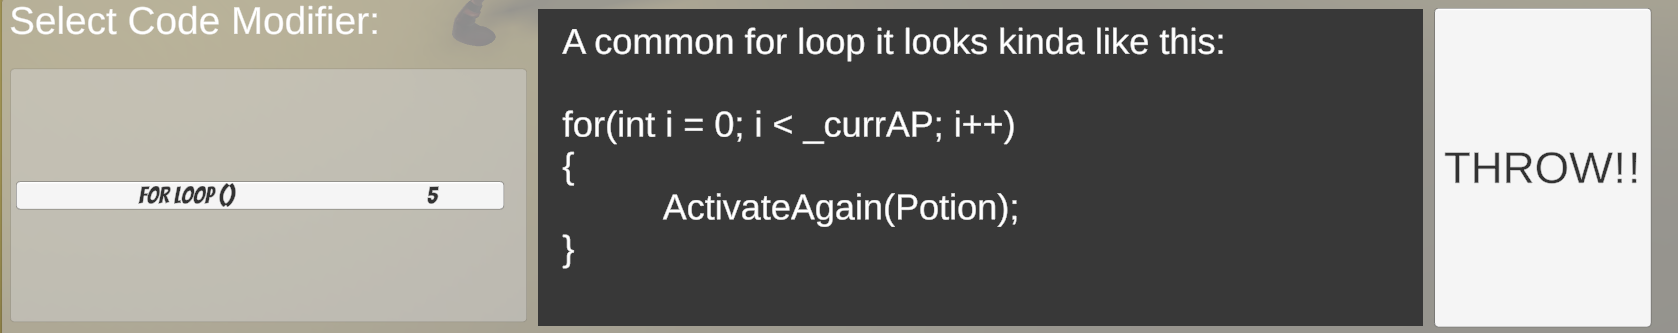 Select Code Modifier:
FOR LOOP () 5
A common for loop it looks kinda like this:
for(int i = 0; i < _currAP; i++)
{
ActivateAgain(Potion);
}
THROW!!